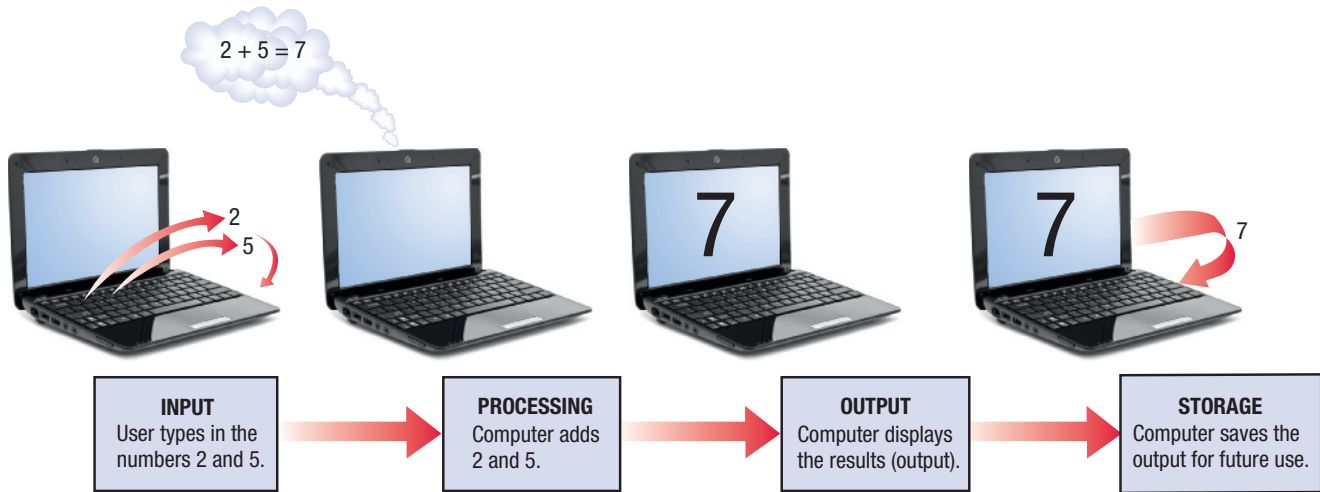 2 + 5 = 7
2
5
7
7
7
INPUT
User types in the
numbers 2 and 5.
PROCESSING
Computer adds
2 and 5.
OUTPUT
Computer displays
the results (output).
STORAGE
Computer saves the
output for future use.